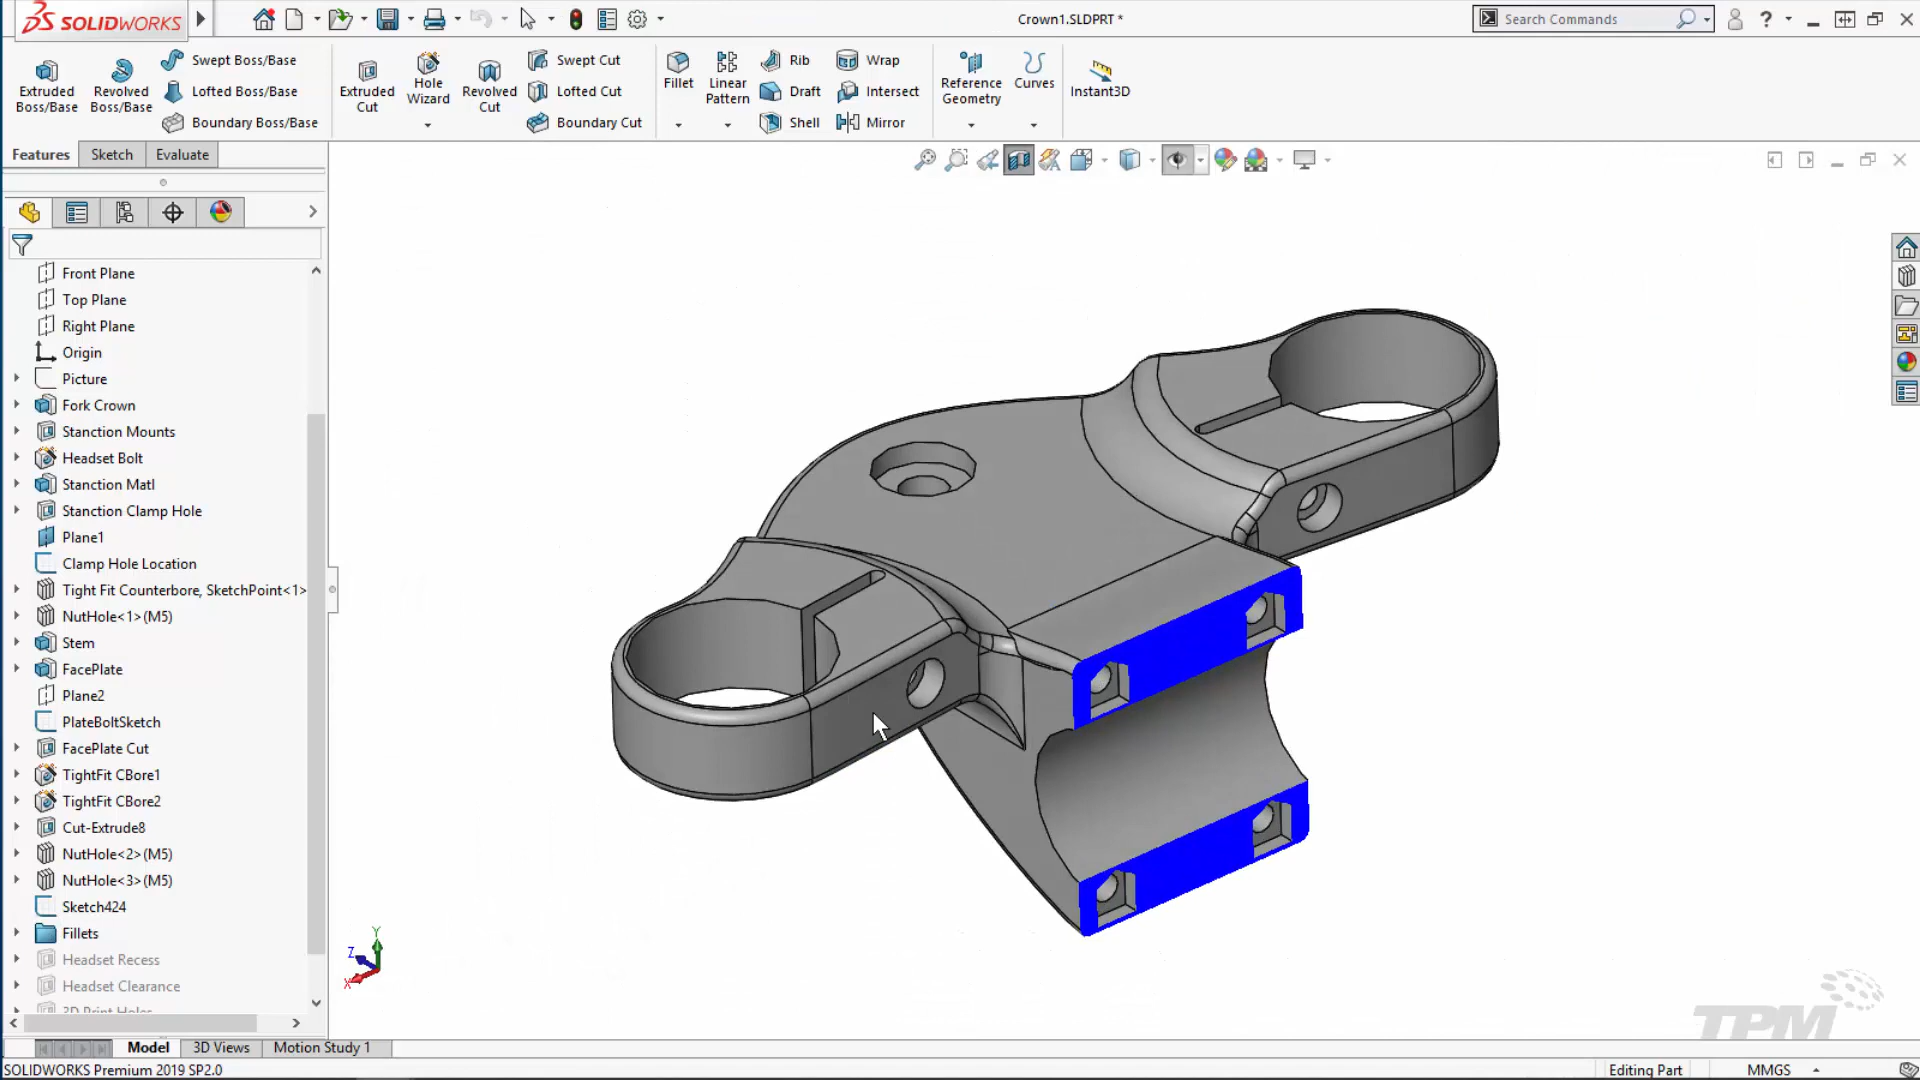 SOLIDWORKS
Crown1.SLDPRT *
Search Commands
?
Extruded
Boss/Base
Revolved
Boss/Base
Swept Boss/Base
Lofted Boss/Base
Boundary Boss/Base
Extruded
Cut
Hole
Wizard
Revolved
Cut
Swept Cut
Lofted Cut
Boundary Cut
Fillet
Linear
Pattern
Rib
Draft
Shell
Wrap
Intersect
Mirror
Reference
Geometry
Curves
Instant3D
Features
Sketch
Evaluate
Front Plane
Top Plane
Right Plane
Origin
Picture
Fork Crown
Stanction Mounts
Headset Bolt
Stanction Matl
Stanction Clamp Hole
Plane1
Clamp Hole Location
Tight Fit Counterbore, SketchPoint<1>
NutHole<1>(M5)
Stem
FacePlate
Plane2
PlateBoltSketch
FacePlate Cut
TightFit CBore1
TightFit CBore2
Cut-Extrude8
NutHole<2>(M5)
NutHole<3>(M5)
Sketch424
Fillets
Headset Recess
Headset Clearance
3D Print Holes
Y
Z
X
TPM
Model
3D Views
Motion Study 1
SOLIDWORKS Premium 2019 SP2.0
Editing Part
MMGS